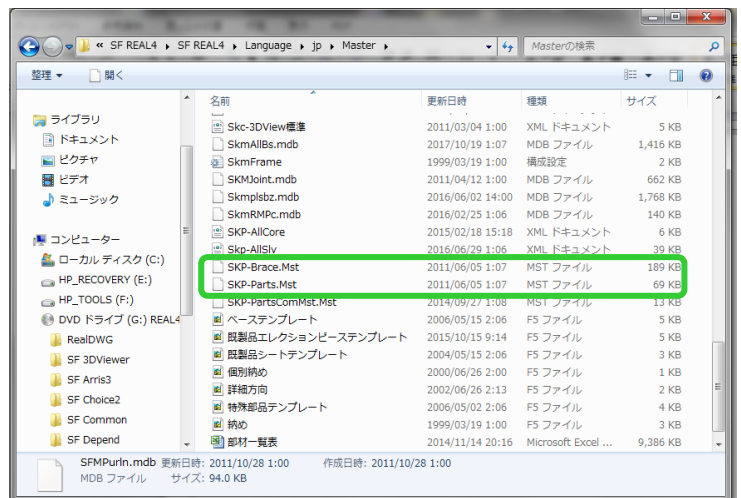 « SF REAL4 ▸ SF REAL4 ▸ Language ▸ jp ▸ Master ▸
Masterの検索
整理 ▼ 開く
名前 更新日時 種類 サイズ
ライブラリ
ドキュメント
ピクチャ
ビデオ
ミュージック
コンピューター
ローカル ディスク (C:)
HP_RECOVERY (E:)
HP_TOOLS (F:)
DVD ドライブ (G:) REAL4
RealDWG
SF 3DViewer
SF Arris3
SF Choice2
SF Common
SF Depend
Skc-3DView標準 2011/03/04 1:00 XML ドキュメント 5 KB
SkmAllBs.mdb 2017/10/19 1:07 MDB ファイル 1,416 KB
SkmFrame 1999/03/19 1:00 構成設定 2 KB
SKMJoint.mdb 2011/04/12 1:00 MDB ファイル 662 KB
Skmplsbz.mdb 2016/06/02 14:00 MDB ファイル 1,768 KB
SkmRMPc.mdb 2016/02/25 1:06 MDB ファイル 140 KB
SKP-AllCore 2015/02/18 15:18 XML ドキュメント 6 KB
Skp-AllSlv 2016/06/29 1:06 XML ドキュメント 39 KB
SKP-Brace.Mst 2011/06/05 1:07 MST ファイル 189 KB
SKP-Parts.Mst 2011/06/05 1:07 MST ファイル 69 KB
SKP-PartsComMst.Mst 2014/09/27 1:08 MST ファイル 13 KB
ベーステンプレート 2006/05/15 2:06 F5 ファイル 5 KB
既製品エレクションピーステンプレート 2015/10/15 9:14 F5 ファイル 5 KB
既製品シートテンプレート 2004/05/15 2:06 F5 ファイル 3 KB
個別納め 2000/06/26 2:00 F5 ファイル 1 KB
詳細方向 2002/06/26 2:13 F5 ファイル 2 KB
特殊部品テンプレート 2006/05/02 2:06 F5 ファイル 4 KB
納め 1999/03/19 1:00 F5 ファイル 3 KB
部材一覧表 2014/11/14 20:16 Microsoft Excel ... 9,386 KB
SFMPurln.mdb 更新日時: 2011/10/28 1:00 作成日時: 2011/10/28 1:00
MDB ファイル サイズ: 94.0 KB